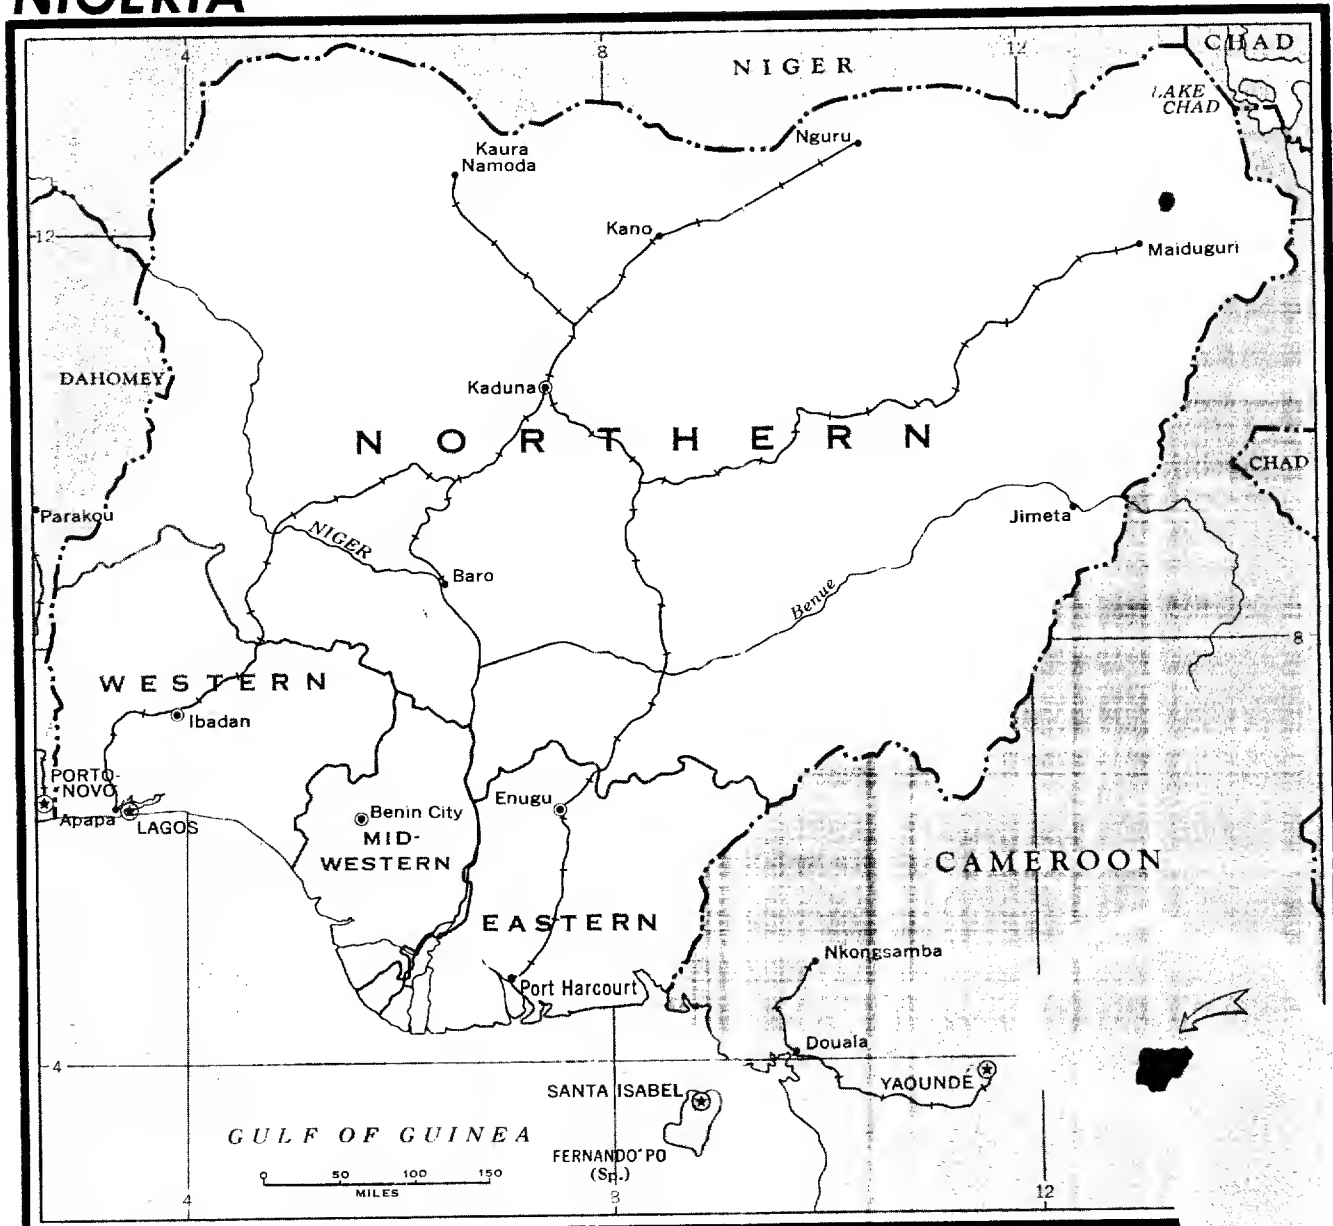 NIGERIA
4
8
12
CHAD
NIGER
LAKE
CHAD
Nguru
Kaura
Namoda
Kano
12
Maiduguri
DAHOMEY
Kaduna
NORTHERN
CHAD
Parakou
Jimeta
NIGER
Baro
Benue
8
WESTERN
Ibadan
PORTO-
NOVO
Enugu
Apapa
LAGOS
Benin City
MID-
WESTERN
CAMEROON
EASTERN
Nkongsamba
Port Harcourt
Douala
4
YAOUNDÉ
SANTA ISABEL
GULF OF GUINEA
FERNANDO PO
(Sp.)
0 50 100 150
MILES
4
8
12